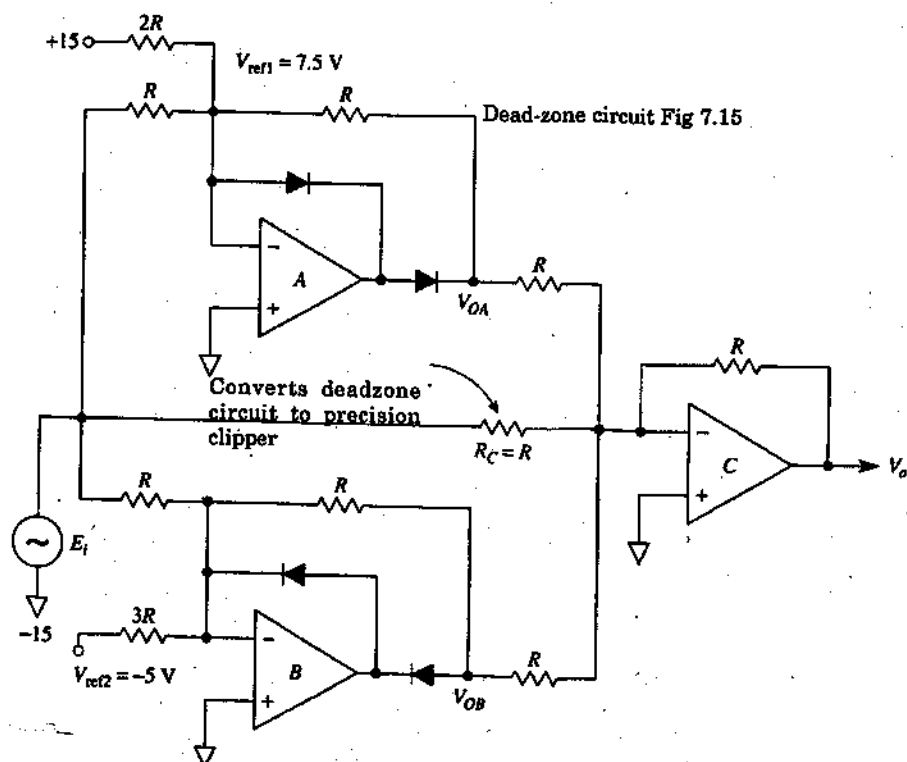 2R
+15
V_ref1 = 7.5 V
R
R
Dead-zone circuit Fig 7.15
−
A
+
R
V_OA
R
Converts deadzone
circuit to precision
clipper
R_C = R
−
C
+
V_o
R
R
E_i
−15
3R
−
B
+
R
V_ref2 = −5 V
V_OB